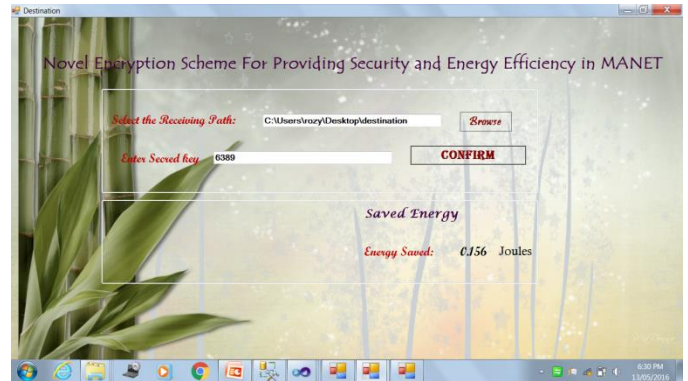 Destination
Novel Encryption Scheme For Providing Security and Energy Efficiency in MANET
Select the Receiving Path: C:\Users\rozy\Desktop\destination Browse
Enter Secred key 6389 CONFIRM
Saved Energy
Energy Saved: 0.156 Joules
6:30 PM
13/05/2016